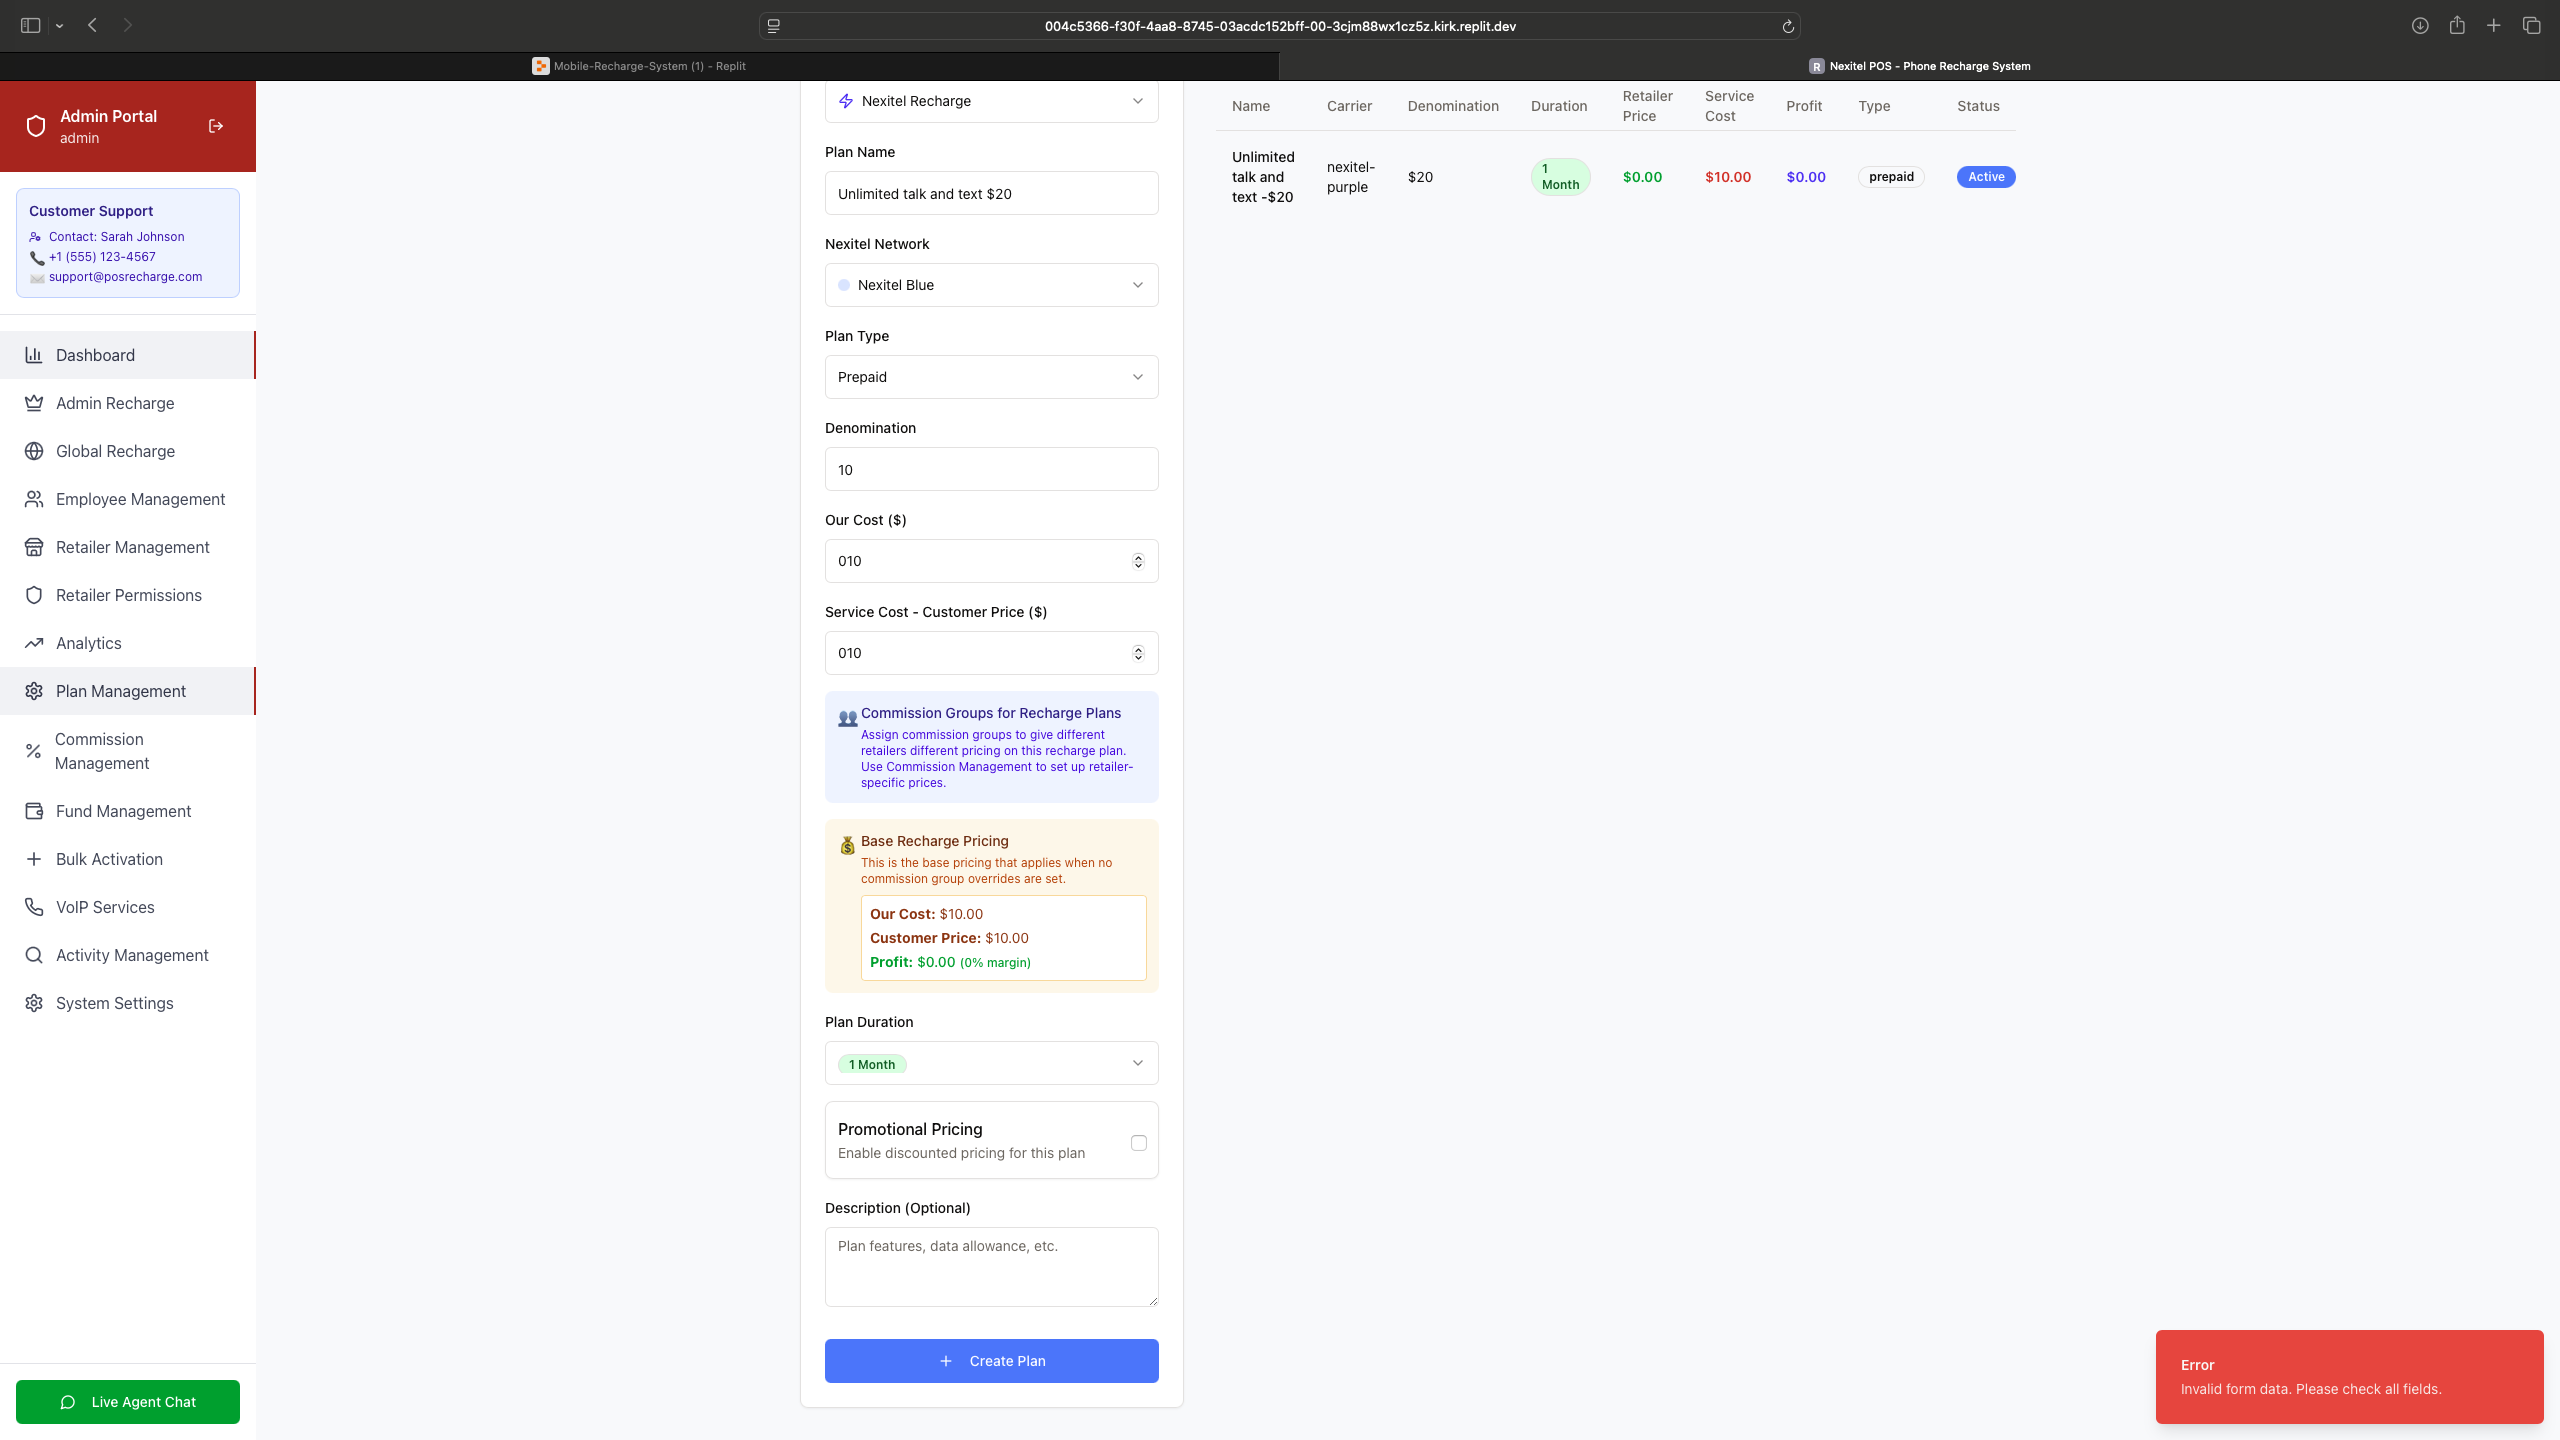 004c5366-f30f-4aa8-8745-03acdc152bff-00-3cjm88wx1cz5z.kirk.replit.dev
Mobile-Recharge-System (1) - Replit
R Nexitel POS - Phone Recharge System
Admin Portal
admin
Customer Support
Contact: Sarah Johnson
+1 (555) 123-4567
support@posrecharge.com
Dashboard
Admin Recharge
Global Recharge
Employee Management
Retailer Management
Retailer Permissions
Analytics
Plan Management
Commission
Management
Fund Management
Bulk Activation
VoIP Services
Activity Management
System Settings
Live Agent Chat
Nexitel Recharge
Plan Name
Unlimited talk and text $20
Nexitel Network
Nexitel Blue
Plan Type
Prepaid
Denomination
10
Our Cost ($)
010
Service Cost - Customer Price ($)
010
Commission Groups for Recharge Plans
Assign commission groups to give different
retailers different pricing on this recharge plan.
Use Commission Management to set up retailer-
specific prices.
Base Recharge Pricing
This is the base pricing that applies when no
commission group overrides are set.
Our Cost: $10.00
Customer Price: $10.00
Profit: $0.00 (0% margin)
Plan Duration
1 Month
Promotional Pricing
Enable discounted pricing for this plan
Description (Optional)
Plan features, data allowance, etc.
Create Plan
Name Carrier Denomination Duration Retailer Price Service Cost Profit Type Status
Unlimited talk and text -$20 nexitel-purple $20 1 Month $0.00 $10.00 $0.00 prepaid Active
Error
Invalid form data. Please check all fields.